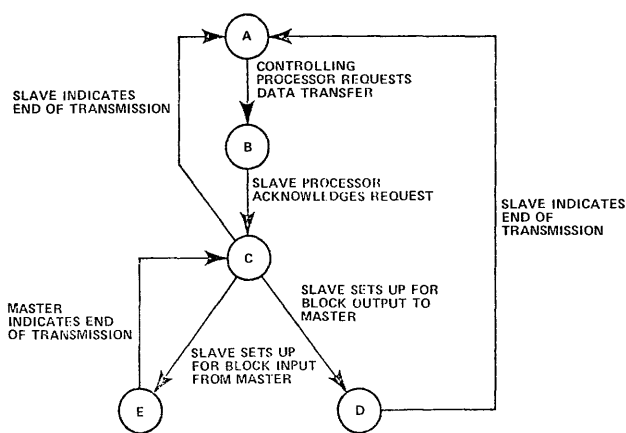 A
CONTROLLING
PROCESSOR REQUESTS
DATA TRANSFER
SLAVE INDICATES
END OF TRANSMISSION
B
SLAVE PROCESSOR
ACKNOWLEDGES REQUEST
SLAVE INDICATES
END OF
TRANSMISSION
C
SLAVE SETS UP FOR
BLOCK OUTPUT TO
MASTER
MASTER
INDICATES END
OF TRANSMISSION
SLAVE SETS UP
FOR BLOCK INPUT
FROM MASTER
E
D